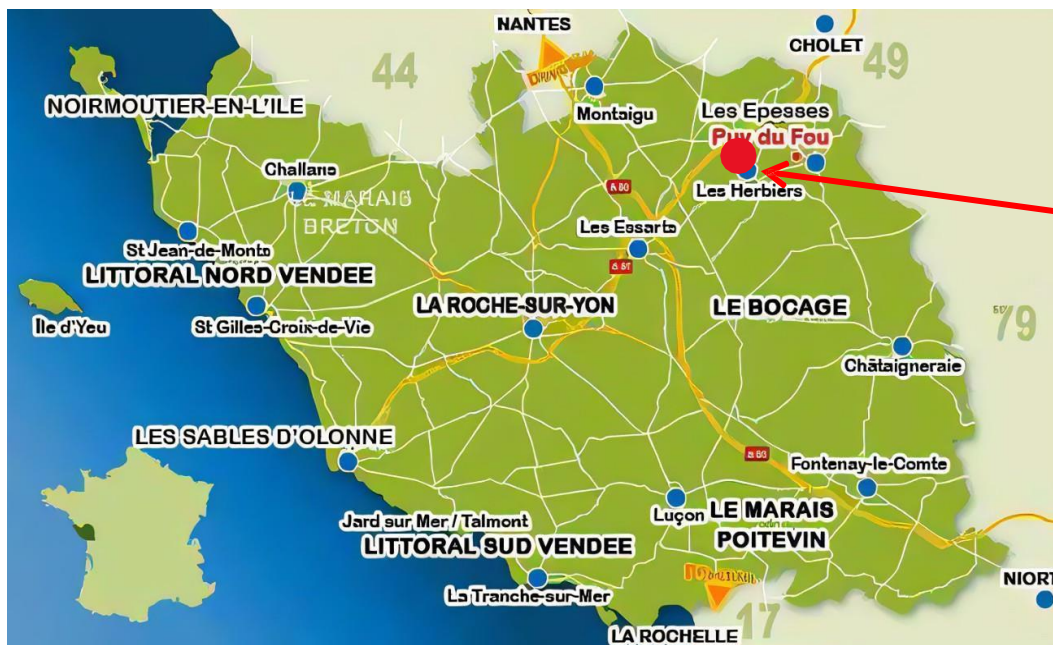 NANTES
CHOLET
44
49
NOIRMOUTIER-EN-L'ILE
Montaigu
Les Epesses
Puy du Fou
Challans
LE MARAIS
BRETON
Les Herbiers
Les Essarts
St Jean-de-Monts
LITTORAL NORD VENDEE
Ile d'Yeu
St Gilles-Croix-de-Vie
LA ROCHE-SUR-YON
LE BOCAGE
79
Châtaigneraie
LES SABLES D'OLONNE
Fontenay-le-Comte
Luçon
LE MARAIS
POITEVIN
Jard sur Mer / Talmont
LITTORAL SUD VENDEE
La Tranche-sur-Mer
NIORT
17
LA ROCHELLE